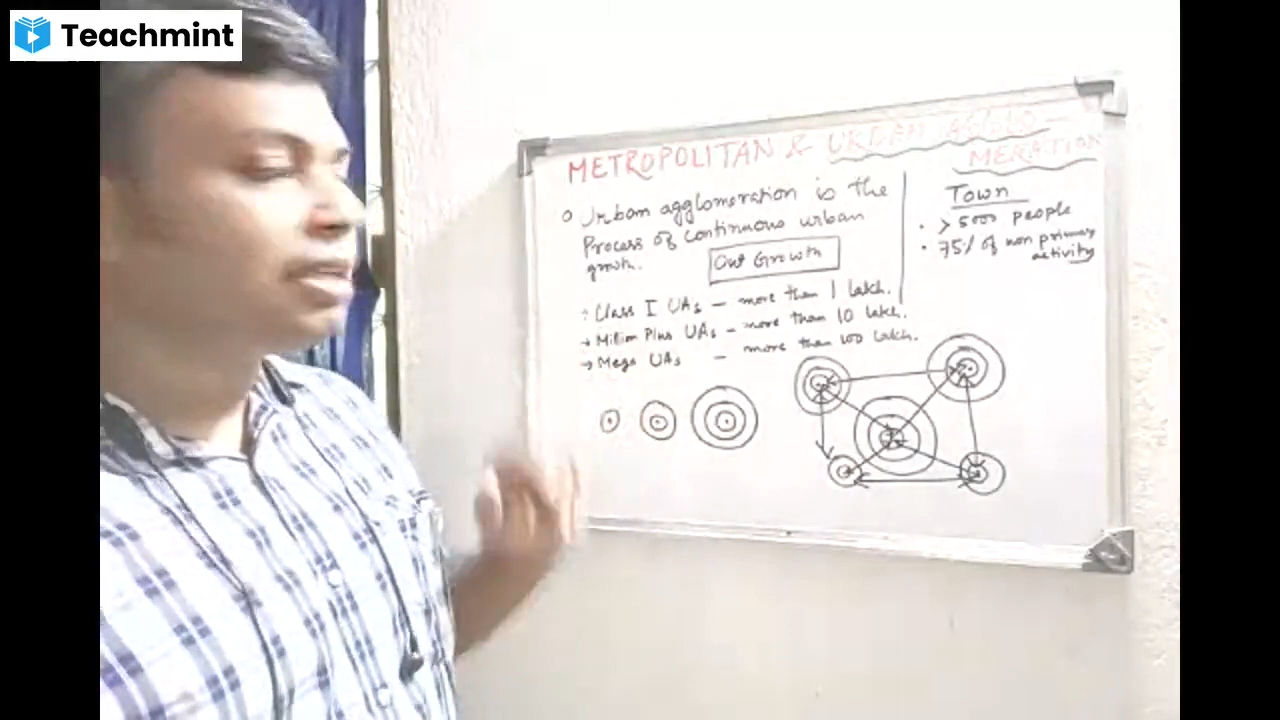 Teachmint
METROPOLITAN & URBAN AGGLO-
MERATION
Urban agglomeration is the
Process of continuous urban
growth.
Out Growth
→ Class I UAs - more than 1 lakh.
→ Million Plus UAs - more than 10 lakh.
→ Mega UAs - more than 100 lakh.
Town
• > 5000 people
• 75% of non primary
activity